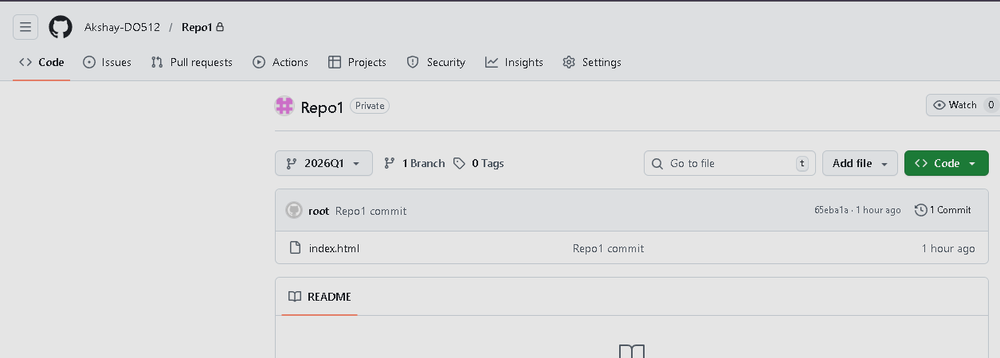 Akshay-DO512 / Repo1
Code Issues Pull requests Actions Projects Security Insights Settings
Repo1 Private Watch 0
2026Q1 1 Branch 0 Tags Go to file t Add file Code
root Repo1 commit 65eba1a · 1 hour ago 1 Commit
index.html Repo1 commit 1 hour ago
README